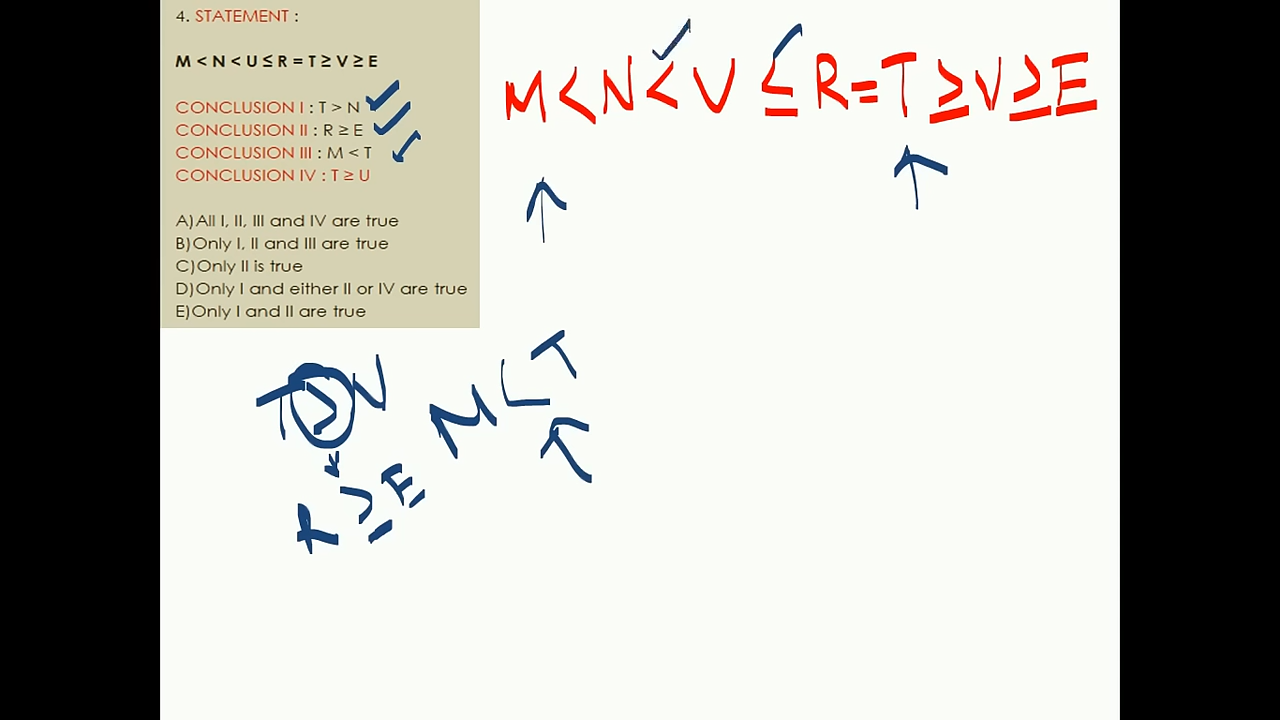 4. STATEMENT :
M < N < U ≤ R = T ≥ V ≥ E
CONCLUSION I : T > N
CONCLUSION II : R ≥ E
CONCLUSION III : M < T
CONCLUSION IV : T ≥ U
A)All I, II, III and IV are true
B)Only I, II and III are true
C)Only II is true
D)Only I and either II or IV are true
E)Only I and II are true
M < N < U ≤ R = T ≥ V ≥ E
T > V
M < T
R ≥ E